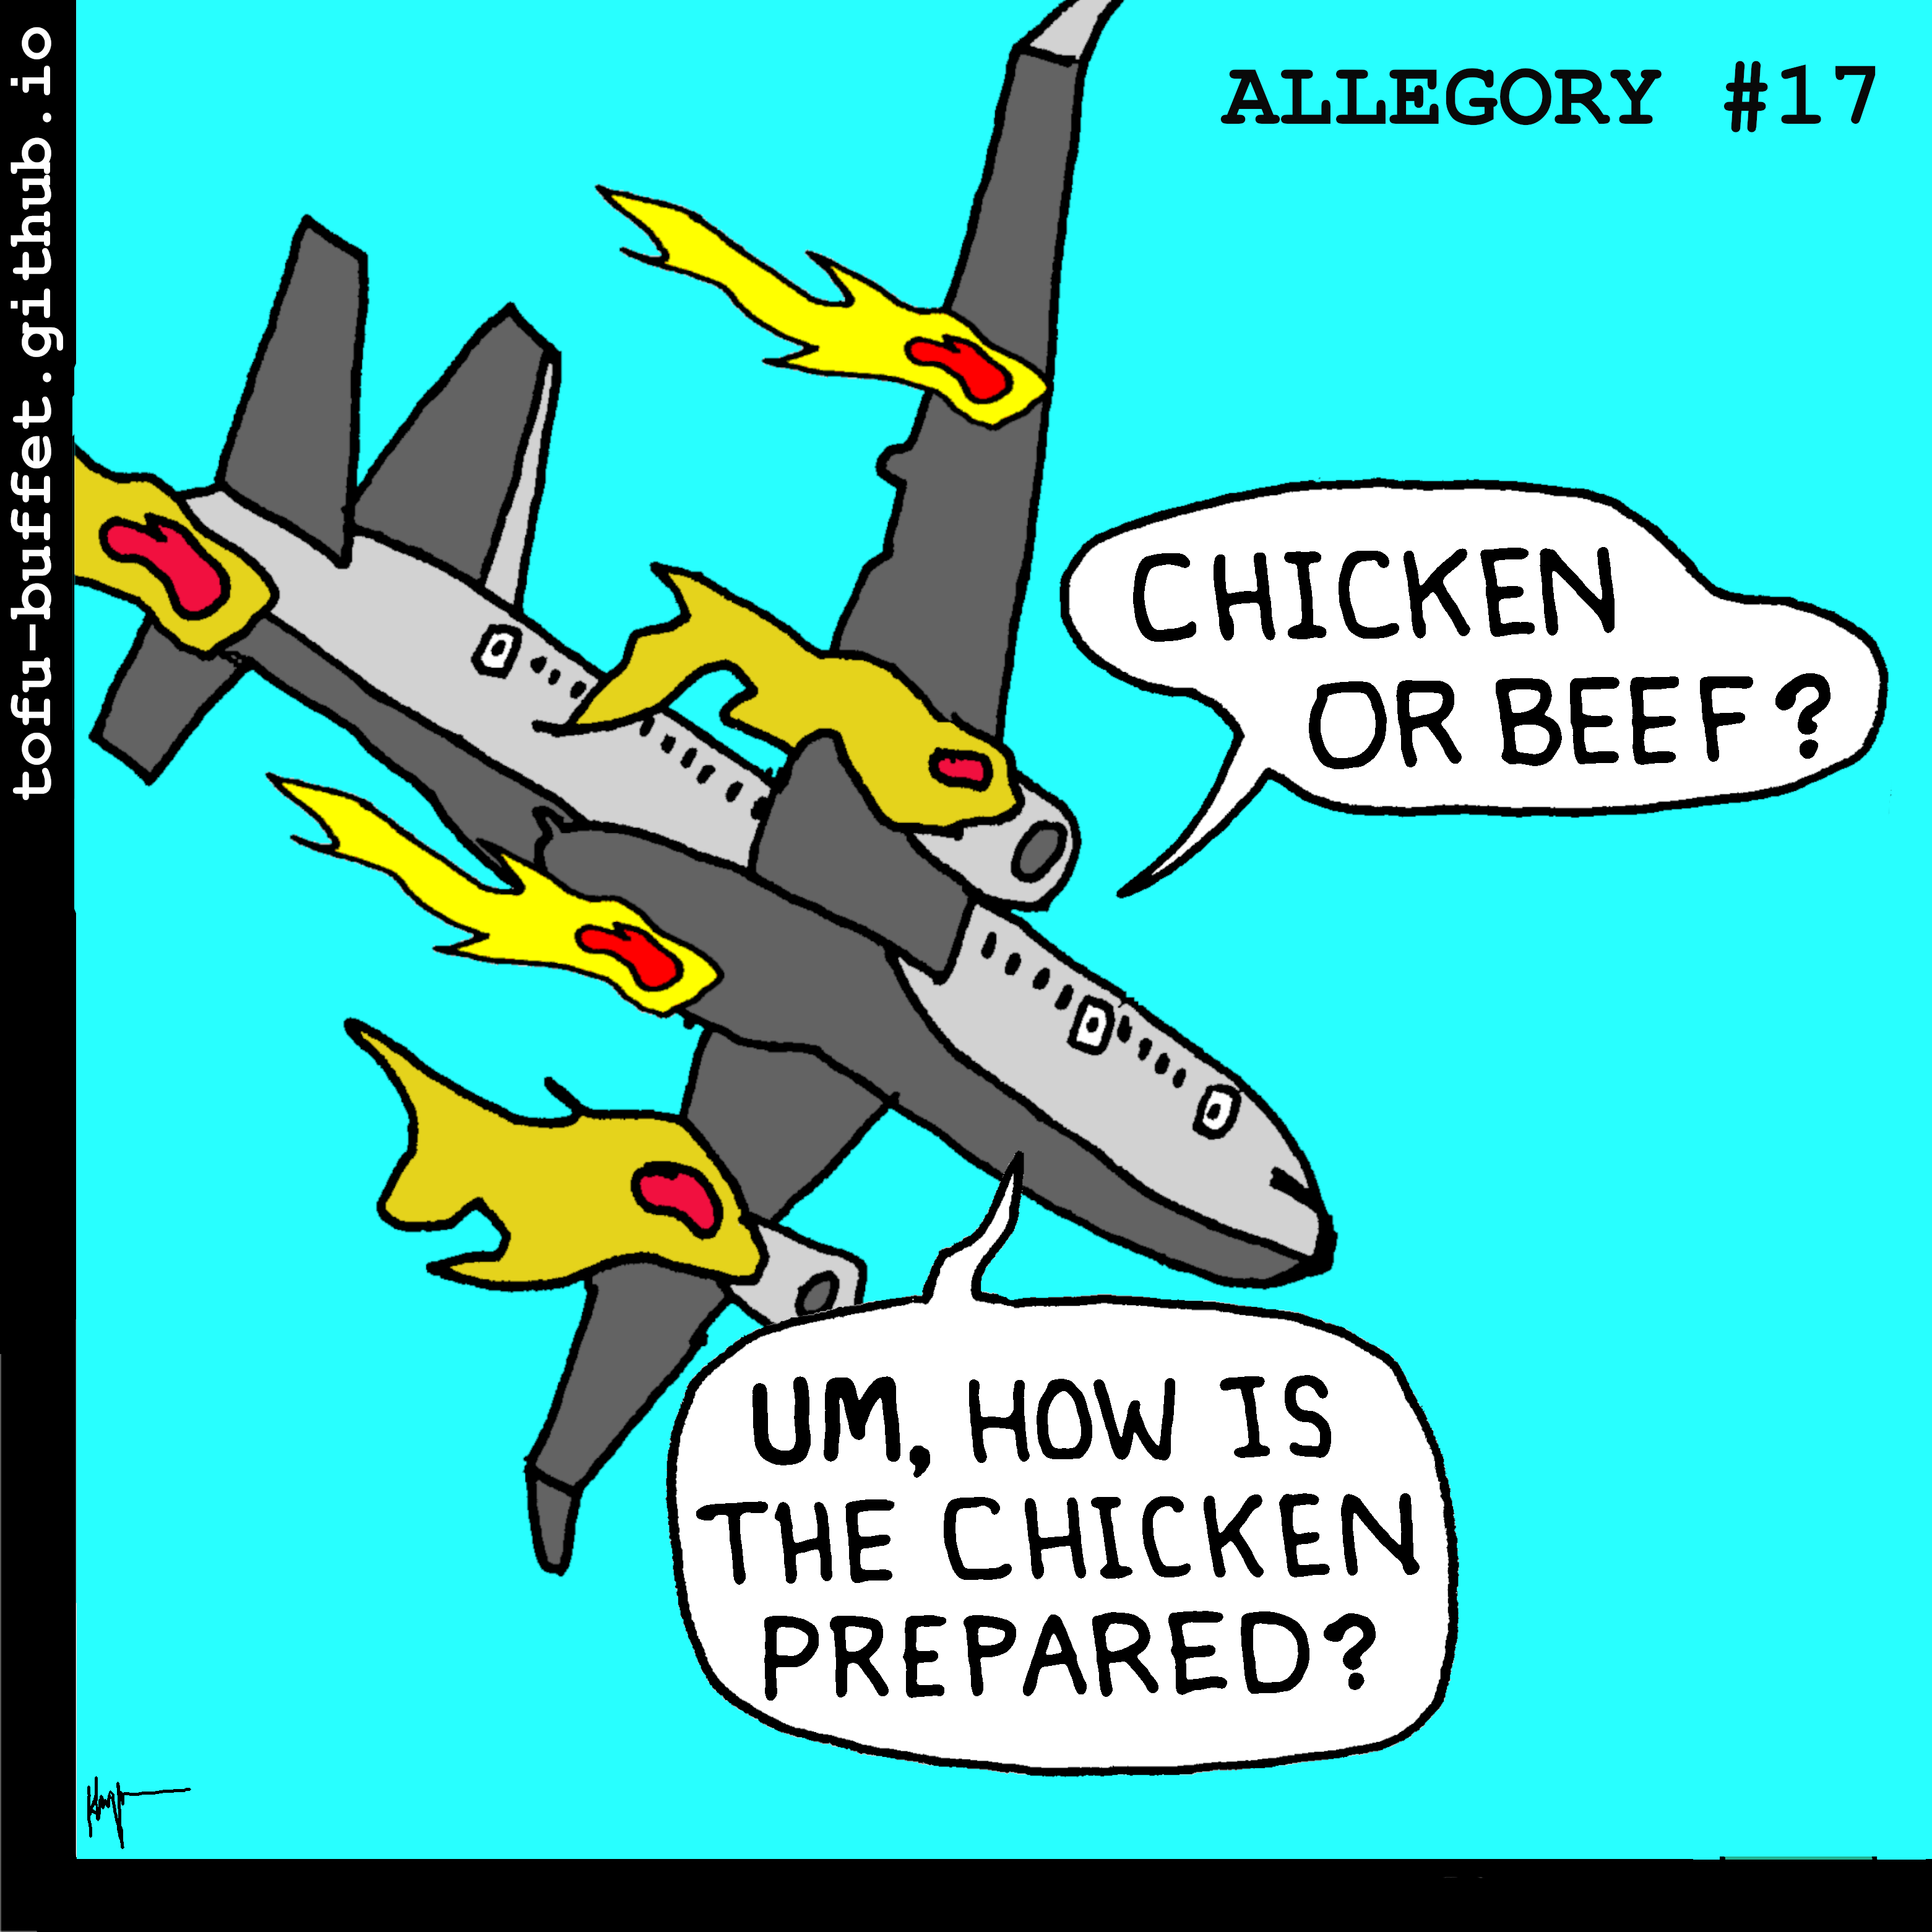 ALLEGORY #17
CHICKEN
OR BEEF?
UM, HOW IS
THE CHICKEN
PREPARED?
tofu-buffet.github.io